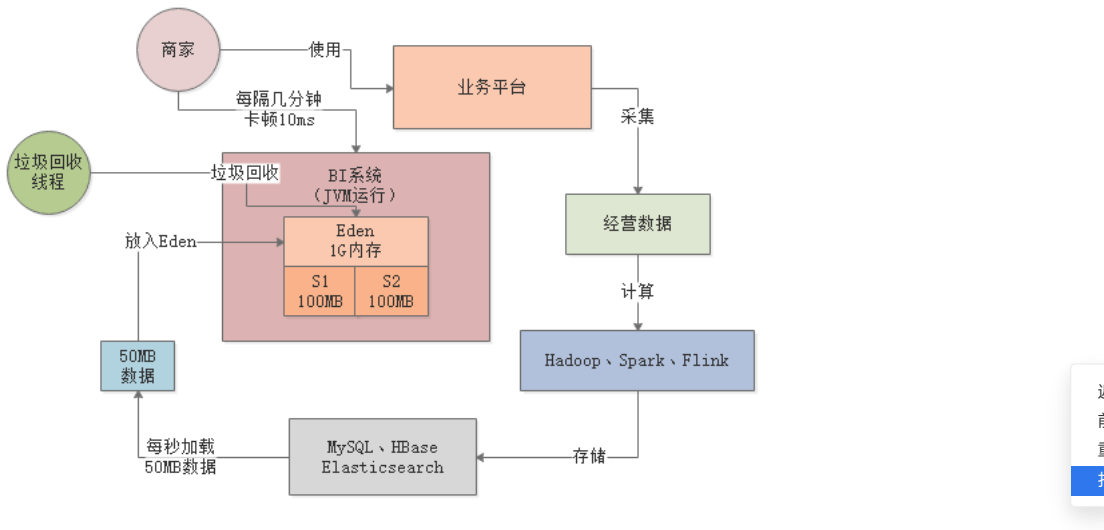 商家
使用
业务平台
每隔几分钟
卡顿10ms
采集
垃圾回收
线程
垃圾回收
BI系统
（JVM运行）
经营数据
Eden
1G内存
放入Eden
S1
100MB
S2
100MB
计算
50MB
数据
Hadoop、Spark、Flink
每秒加载
50MB数据
MySQL、HBase
Elasticsearch
存储